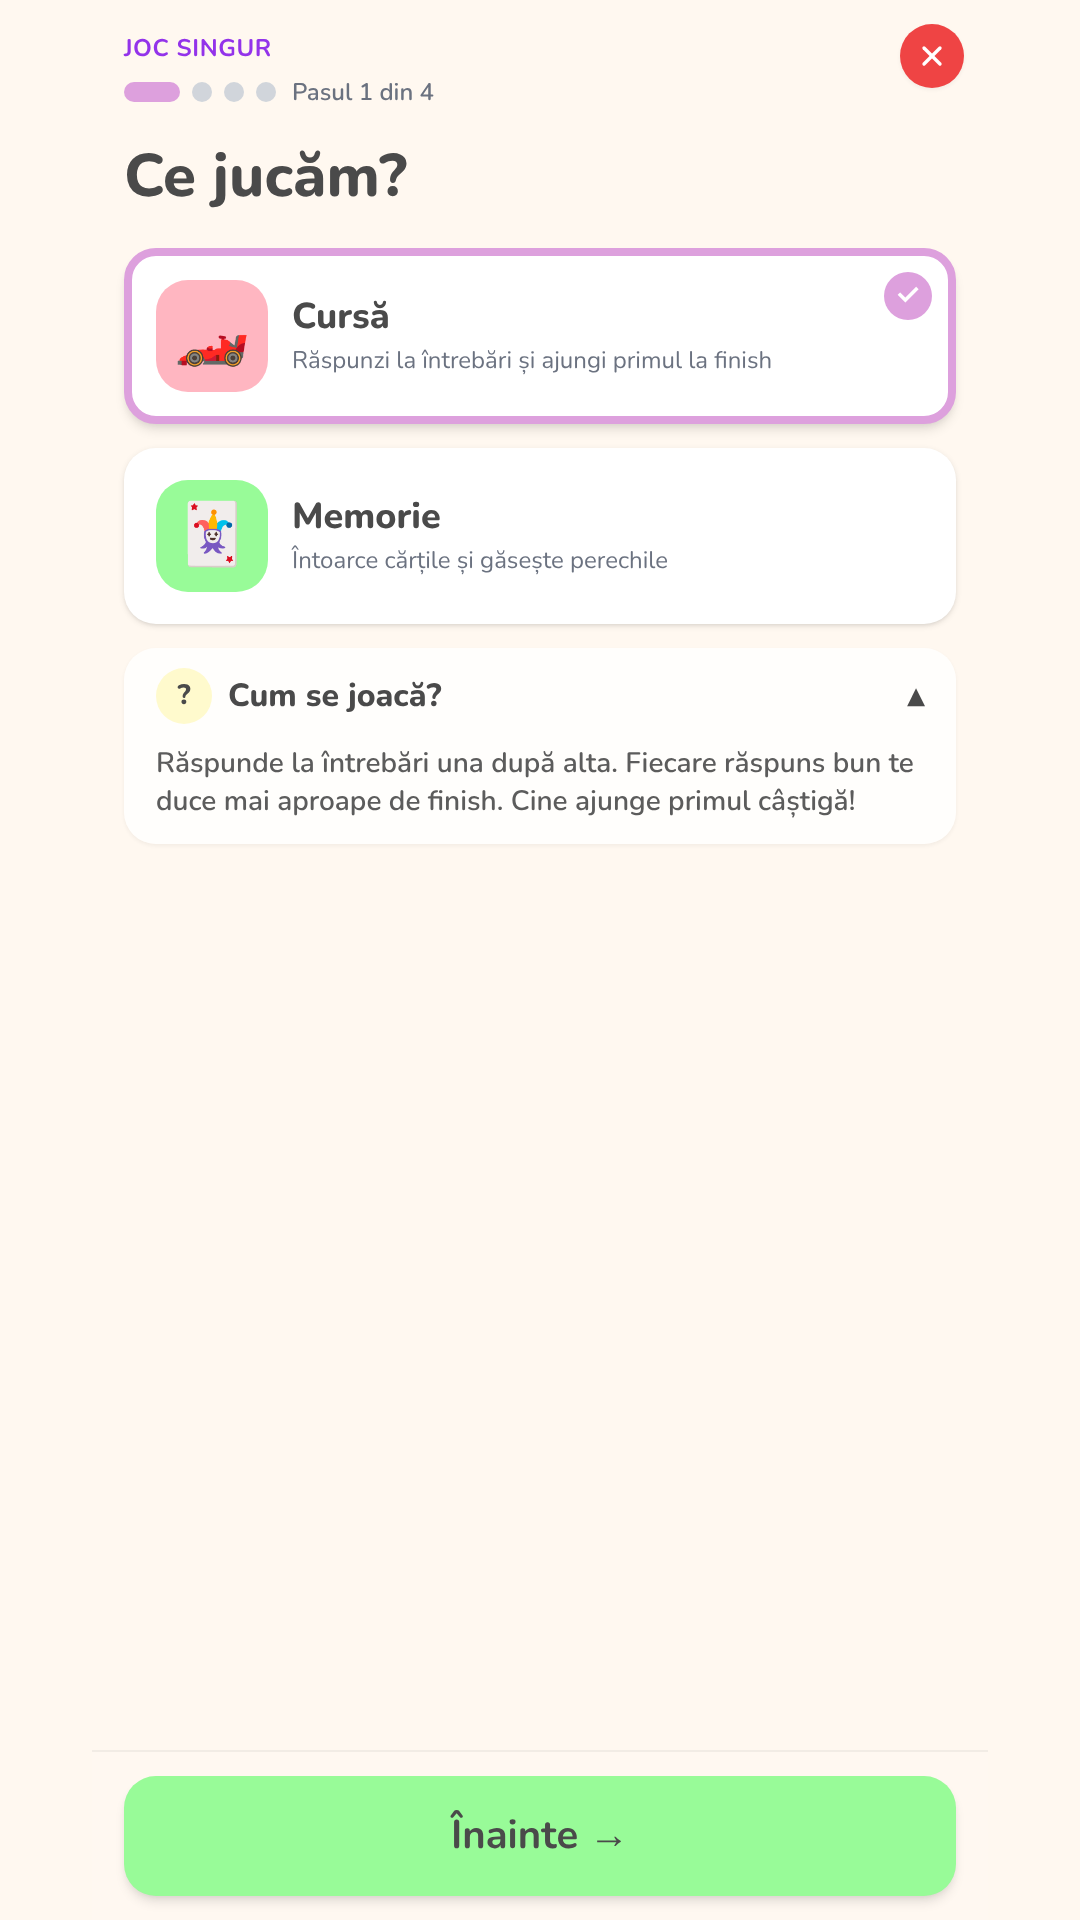 JOC SINGUR
Pasul 1 din 4
Ce jucăm?
Cursă
Răspunzi la întrebări și ajungi primul la finish
Memorie
Întoarce cărțile și găsește perechile
? Cum se joacă? ▲
Răspunde la întrebări una după alta. Fiecare răspuns bun te
duce mai aproape de finish. Cine ajunge primul câștigă!
Înainte →